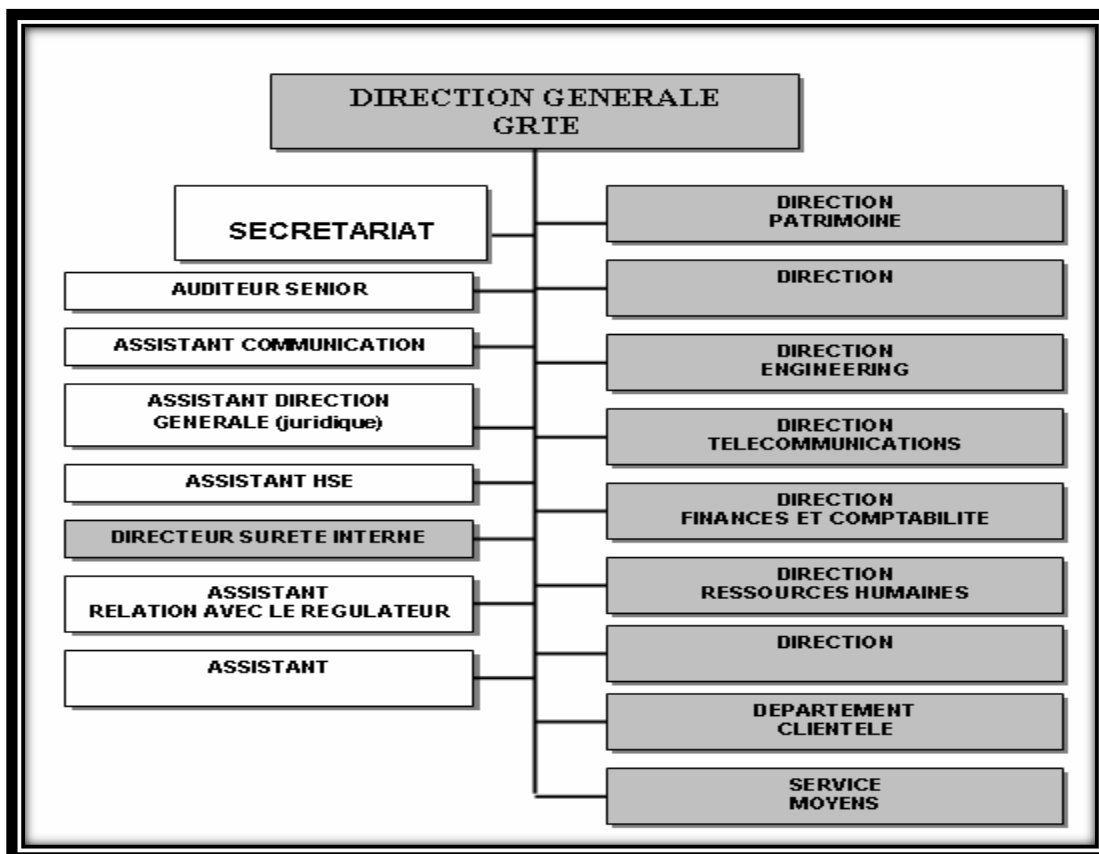 DIRECTION GENERALE
GRTE
SECRETARIAT
AUDITEUR SENIOR
ASSISTANT COMMUNICATION
ASSISTANT DIRECTION
GENERALE (juridique)
ASSISTANT HSE
DIRECTEUR SURETE INTERNE
ASSISTANT
RELATION AVEC LE REGULATEUR
ASSISTANT
DIRECTION
PATRIMOINE
DIRECTION
DIRECTION
ENGINEERING
DIRECTION
TELECOMMUNICATIONS
DIRECTION
FINANCES ET COMPTABILITE
DIRECTION
RESSOURCES HUMAINES
DIRECTION
DEPARTEMENT
CLIENTELE
SERVICE
MOYENS